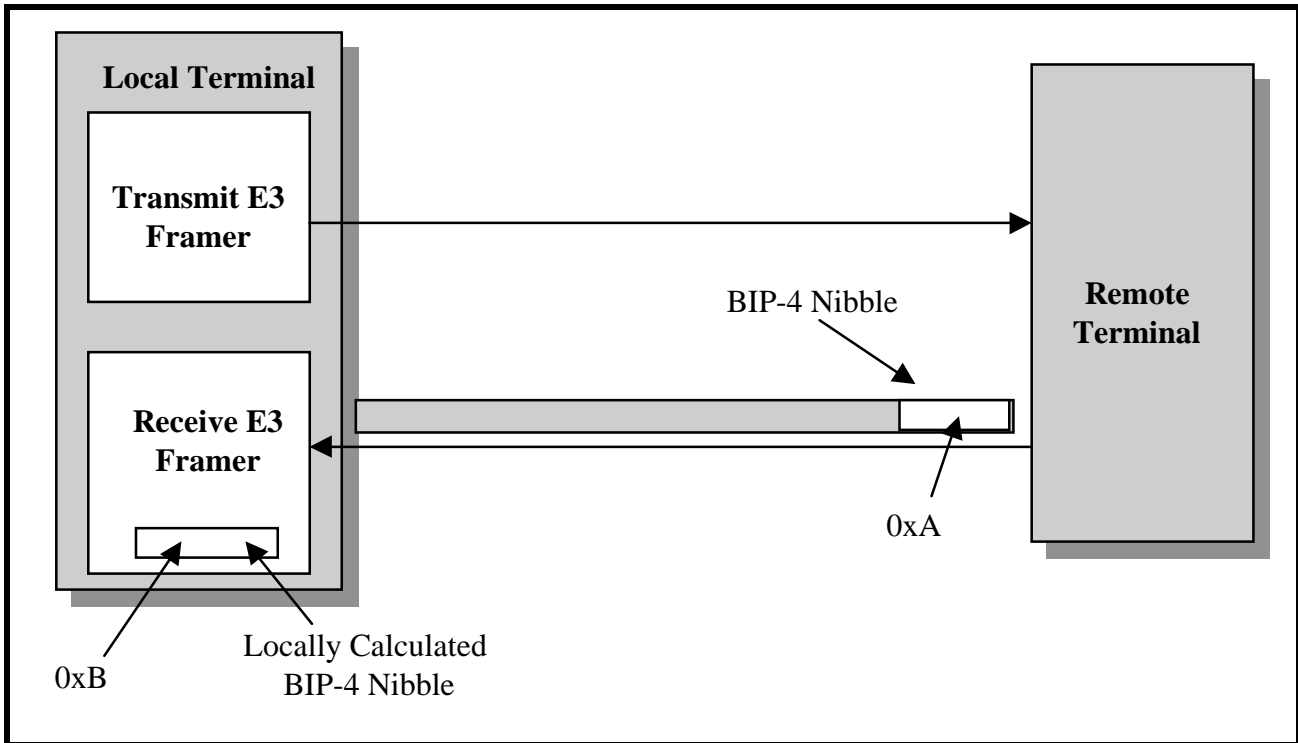 Local Terminal
Transmit E3
Framer
BIP-4 Nibble
Remote
Terminal
Receive E3
Framer
0xA
Locally Calculated
BIP-4 Nibble
0xB